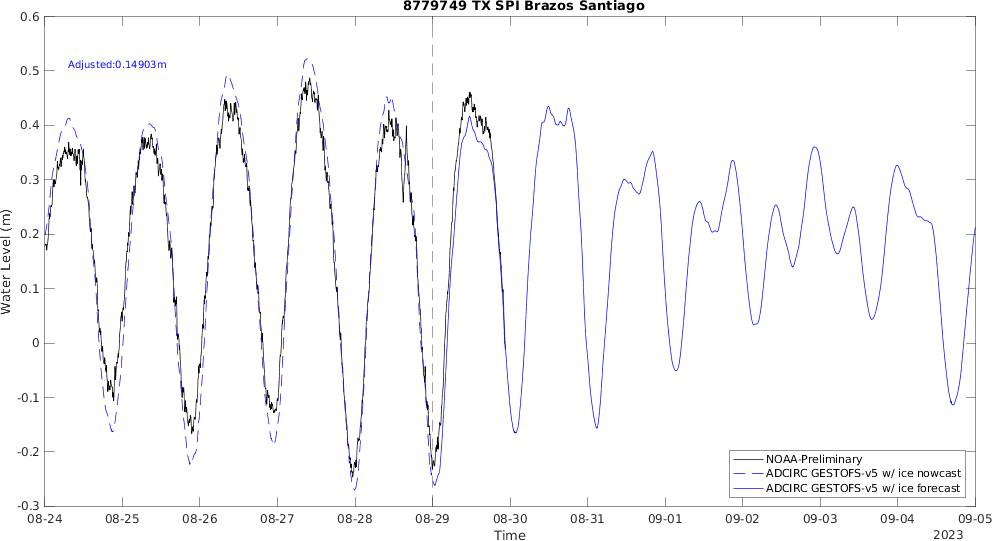 8779749 TX SPI Brazos Santiago
0.6
0.5
0.4
0.3
0.2
0.1
0
-0.1
-0.2
-0.3
Water Level (m)
Adjusted:0.14903m
NOAA-Preliminary
ADCIRC GESTOFS-v5 w/ ice nowcast
ADCIRC GESTOFS-v5 w/ ice forecast
08-24 08-25 08-26 08-27 08-28 08-29 08-30 08-31 09-01 09-02 09-03 09-04 09-05
Time
2023